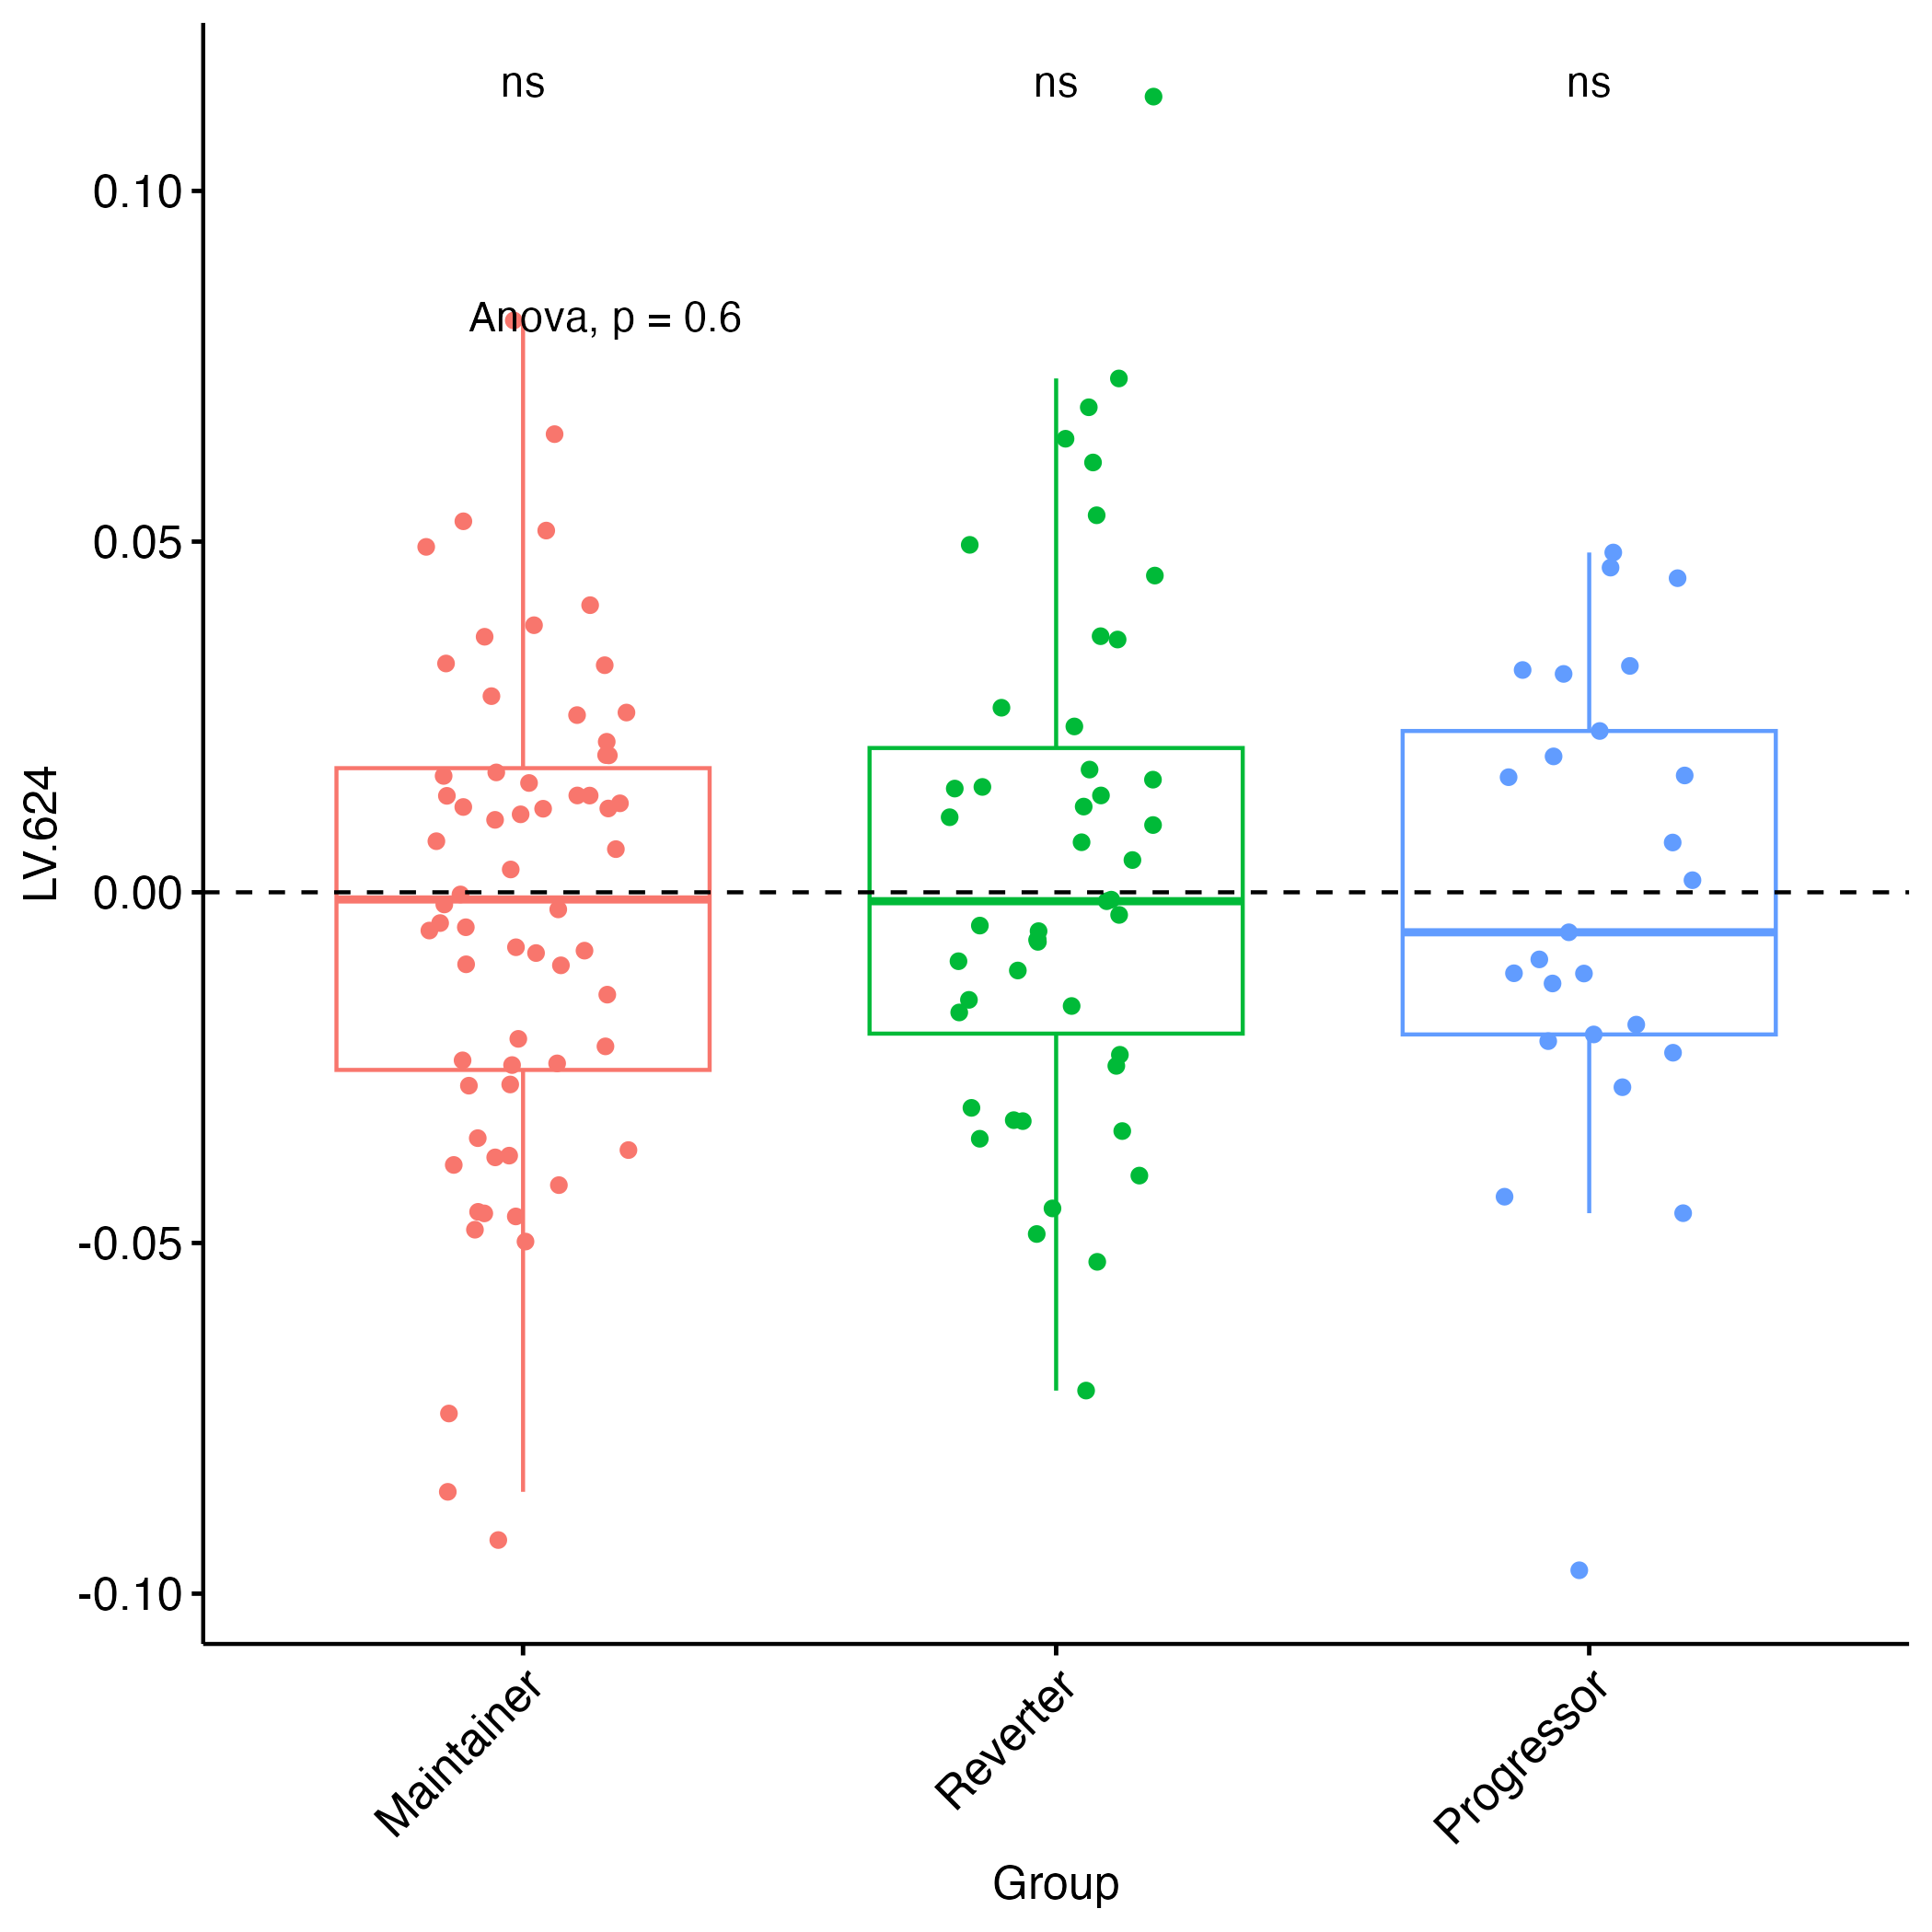 ns ns ns
0.10
Anova, p = 0.6
0.05
LV.624
0.00
-0.05
-0.10
Maintainer Reverter Progressor
Group